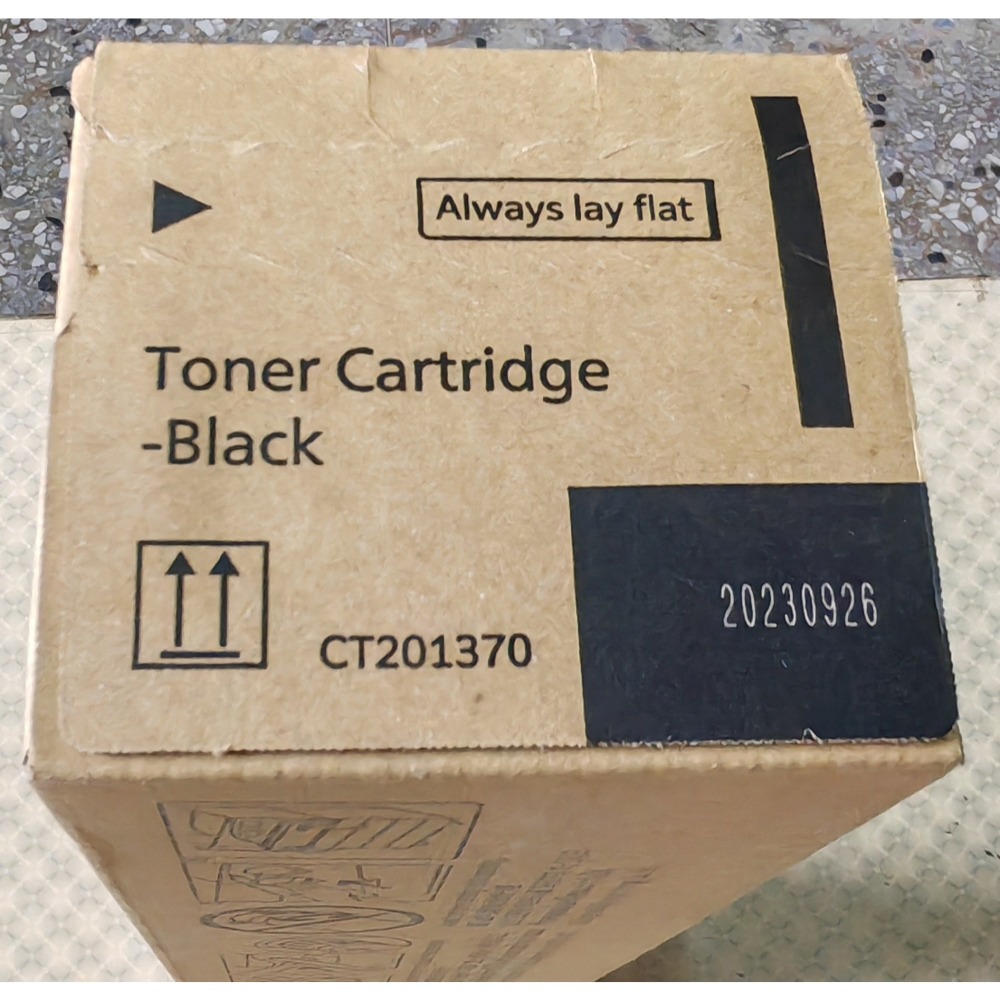 Always lay flat
Toner Cartridge
-Black
20230926
CT201370